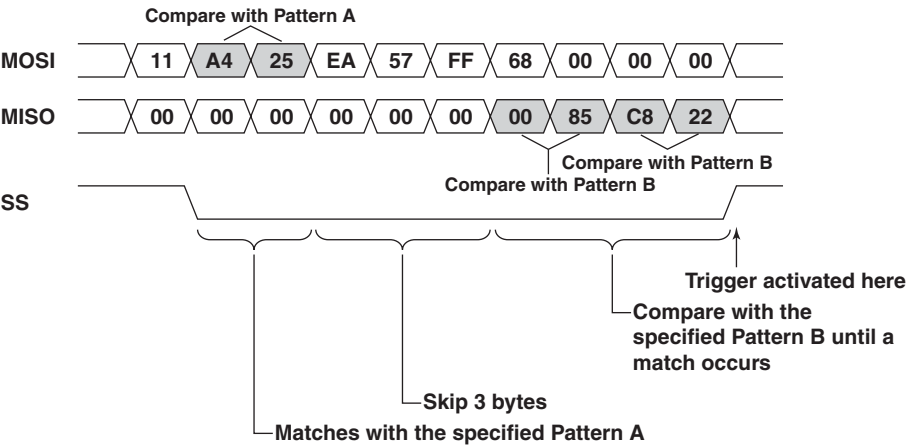 Compare with Pattern A
MOSI 11 A4 25 EA 57 FF 68 00 00 00
MISO 00 00 00 00 00 00 00 85 C8 22
Compare with Pattern B
Compare with Pattern B
SS
Trigger activated here
Compare with the
specified Pattern B until a
match occurs
Skip 3 bytes
Matches with the specified Pattern A